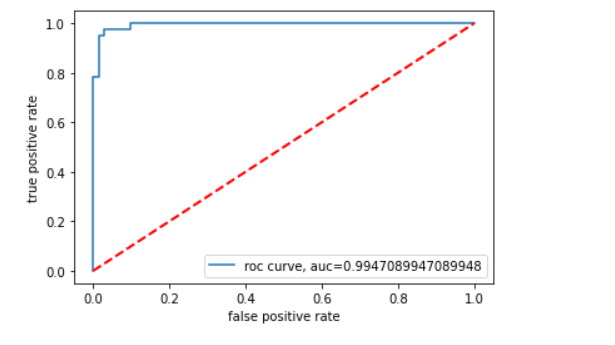 1.0
0.8
0.6
0.4
0.2
0.0
true positive rate
roc curve, auc=0.9947089947089948
0.0 0.2 0.4 0.6 0.8 1.0
false positive rate